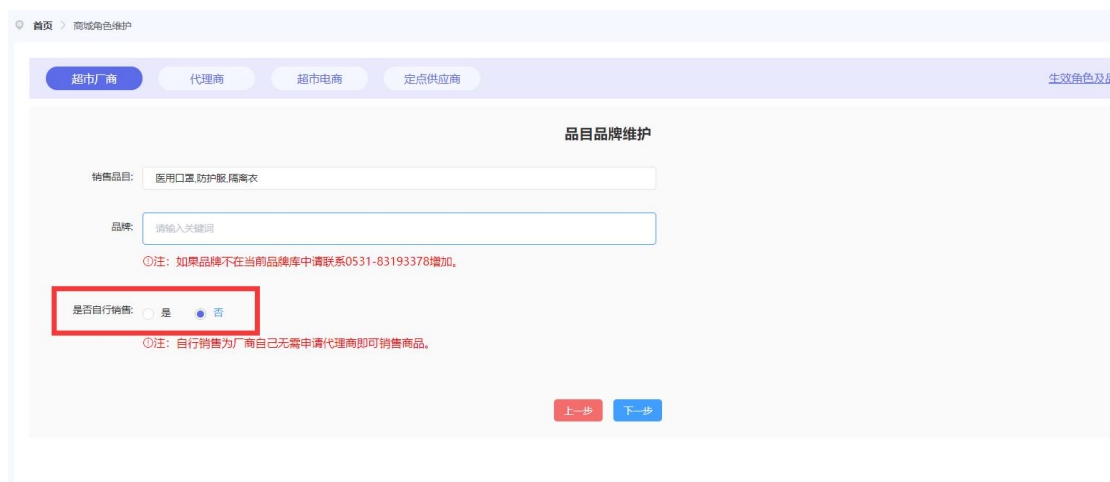 首页 > 商城角色维护
超市厂商 代理商 超市电商 定点供应商 生效角色及品
品目品牌维护
销售品目: 医用口罩,防护服,隔离衣
品牌: 请输入关键词
①注：如果品牌不在当前品牌库中请联系0531-83193378增加。
是否自行销售: 是 否
①注：自行销售为厂商自己无需申请代理商即可销售商品。
上一步 下一步